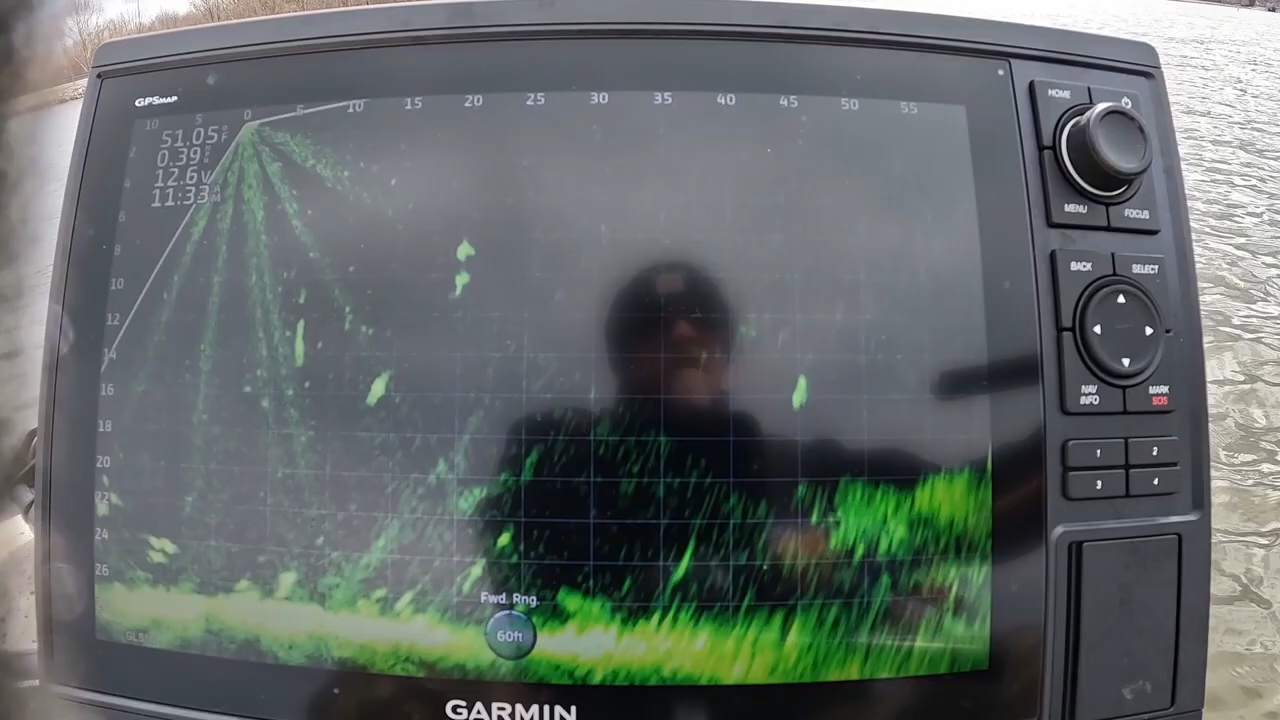 GPSMAP
10 5 0 5 10 15 20 25 30 35 40 45 50 55
51.05°F
0.39
12.6V
11:33AM
2
4
6
8
10
12
14
16
18
20
22
24
26
Fwd. Rng.
60ft
GARMIN
HOME
MENU
FOCUS
BACK
SELECT
NAV
INFO
MARK
SOS
1 2
3 4